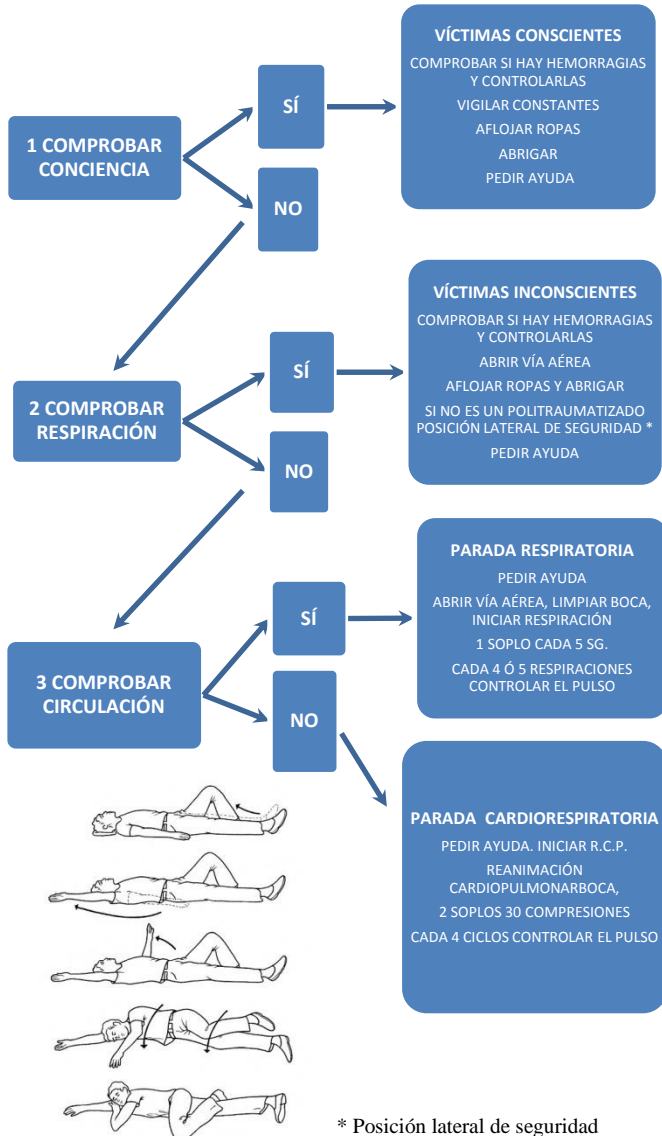 1 COMPROBAR
CONCIENCIA
SÍ
VÍCTIMAS CONSCIENTES
COMPROBAR SI HAY HEMORRAGIAS
Y CONTROLARLAS
VIGILAR CONSTANTES
AFLOJAR ROPAS
ABRIGAR
PEDIR AYUDA
NO
2 COMPROBAR
RESPIRACIÓN
SÍ
VÍCTIMAS INCONSCIENTES
COMPROBAR SI HAY HEMORRAGIAS
Y CONTROLARLAS
ABRIR VÍA AÉREA
AFLOJAR ROPAS Y ABRIGAR
SI NO ES UN POLITRAUMATIZADO
POSICIÓN LATERAL DE SEGURIDAD *
PEDIR AYUDA
NO
3 COMPROBAR
CIRCULACIÓN
SÍ
PARADA RESPIRATORIA
PEDIR AYUDA
ABRIR VÍA AÉREA, LIMPIAR BOCA,
INICIAR RESPIRACIÓN
1 SOPLO CADA 5 SG.
CADA 4 Ó 5 RESPIRACIONES
CONTROLAR EL PULSO
NO
PARADA CARDIORESPIRATORIA
PEDIR AYUDA. INICIAR R.C.P.
REANIMACIÓN
CARDIOPULMONARBOCA,
2 SOPLOS 30 COMPRESIONES
CADA 4 CICLOS CONTROLAR EL PULSO
* Posición lateral de seguridad